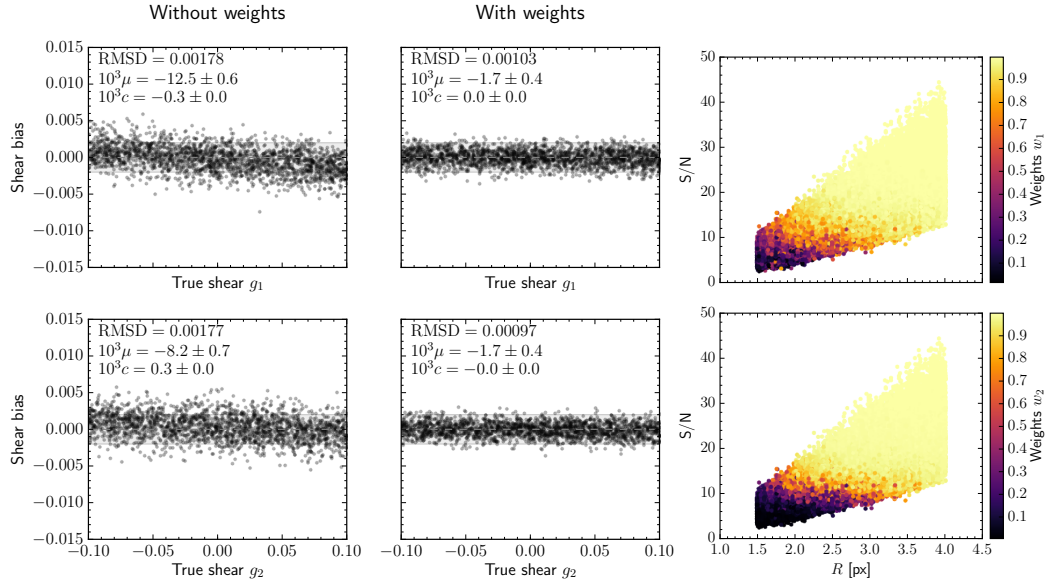 Without weights
With weights
0.015
0.010
0.005
0.000
−0.005
−0.010
−0.015
Shear bias
RMSD = 0.00178
10³μ = −12.5 ± 0.6
10³c = −0.3 ± 0.0
True shear g₁
RMSD = 0.00103
10³μ = −1.7 ± 0.4
10³c = 0.0 ± 0.0
True shear g₁
50
40
30
20
10
0
S/N
0.9
0.8
0.7
0.6
0.5
0.4
0.3
0.2
0.1
Weights w₁
0.015
0.010
0.005
0.000
−0.005
−0.010
−0.015
Shear bias
RMSD = 0.00177
10³μ = −8.2 ± 0.7
10³c = 0.3 ± 0.0
−0.10 −0.05 0.00 0.05 0.10
True shear g₂
RMSD = 0.00097
10³μ = −1.7 ± 0.4
10³c = −0.0 ± 0.0
−0.10 −0.05 0.00 0.05 0.10
True shear g₂
50
40
30
20
10
0
S/N
1.0 1.5 2.0 2.5 3.0 3.5 4.0 4.5
R [px]
0.9
0.8
0.7
0.6
0.5
0.4
0.3
0.2
0.1
Weights w₂